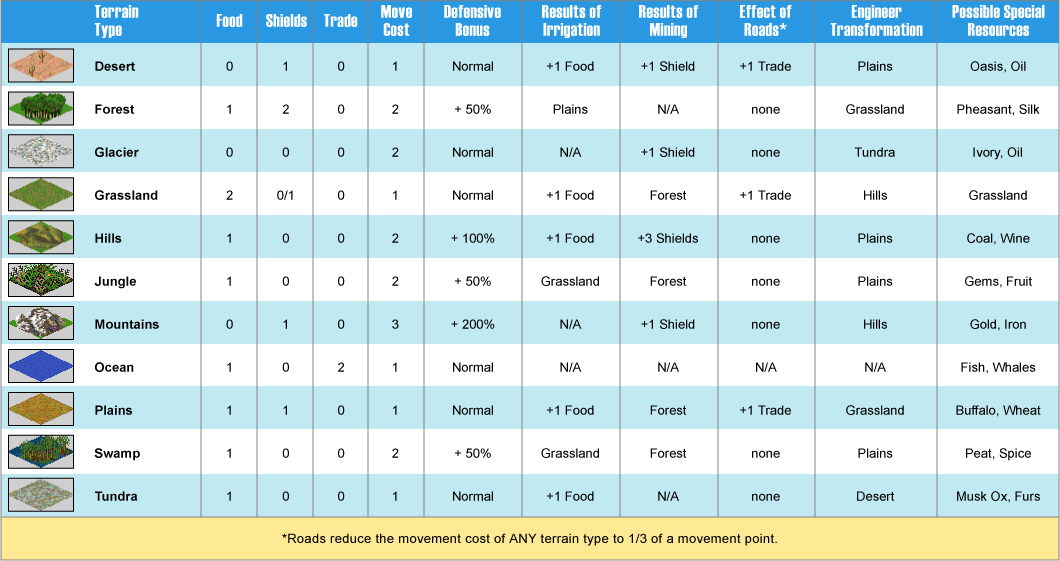 Terrain Type Food Shields Trade Move Cost Defensive Bonus Results of Irrigation Results of Mining Effect of Roads* Engineer Transformation Possible Special Resources
Desert 0 1 0 1 Normal +1 Food +1 Shield +1 Trade Plains Oasis, Oil
Forest 1 2 0 2 + 50% Plains N/A none Grassland Pheasant, Silk
Glacier 0 0 0 2 Normal N/A +1 Shield none Tundra Ivory, Oil
Grassland 2 0/1 0 1 Normal +1 Food Forest +1 Trade Hills Grassland
Hills 1 0 0 2 + 100% +1 Food +3 Shields none Plains Coal, Wine
Jungle 1 0 0 2 + 50% Grassland Forest none Plains Gems, Fruit
Mountains 0 1 0 3 + 200% N/A +1 Shield none Hills Gold, Iron
Ocean 1 0 2 1 Normal N/A N/A N/A N/A Fish, Whales
Plains 1 1 0 1 Normal +1 Food Forest +1 Trade Grassland Buffalo, Wheat
Swamp 1 0 0 2 + 50% Grassland Forest none Plains Peat, Spice
Tundra 1 0 0 1 Normal +1 Food N/A none Desert Musk Ox, Furs
*Roads reduce the movement cost of ANY terrain type to 1/3 of a movement point.